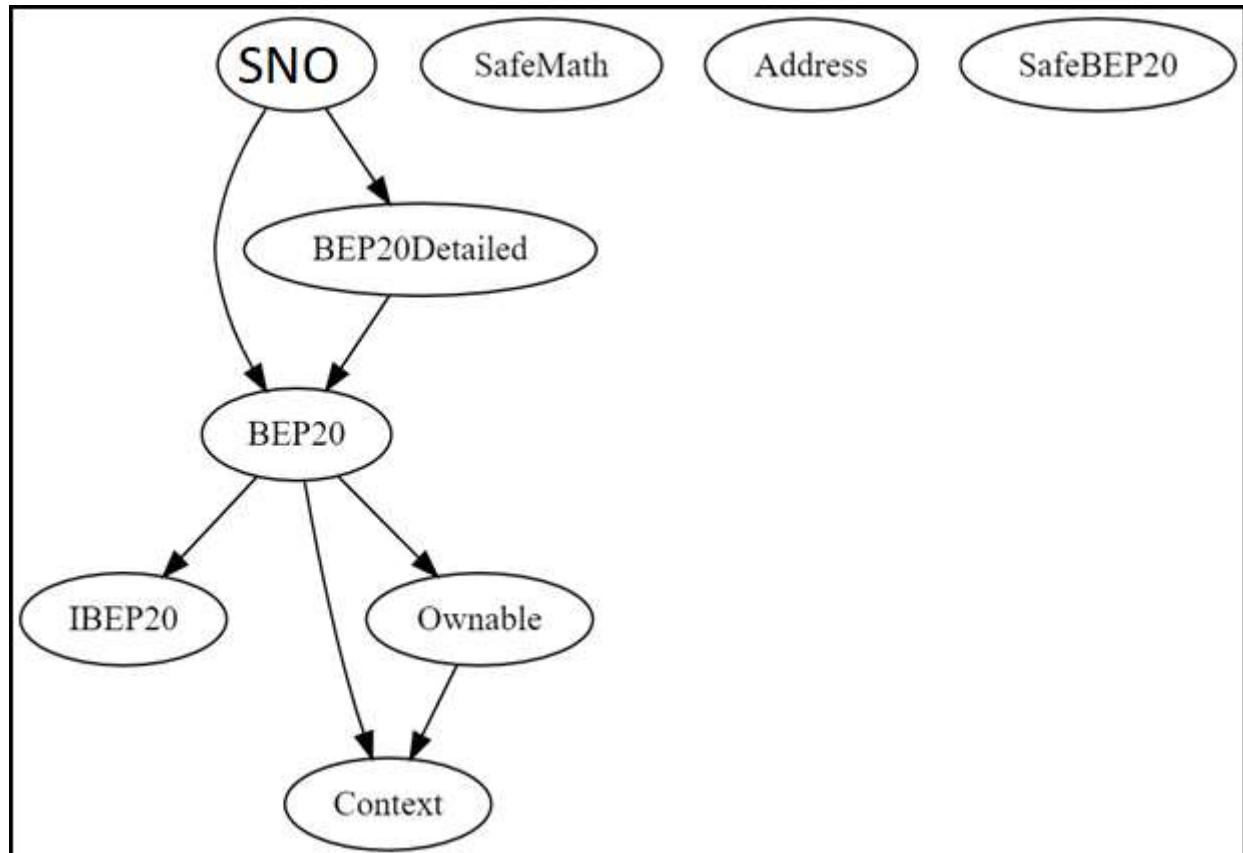 SNO
SafeMath
Address
SafeBEP20
BEP20Detailed
BEP20
IBEP20
Ownable
Context